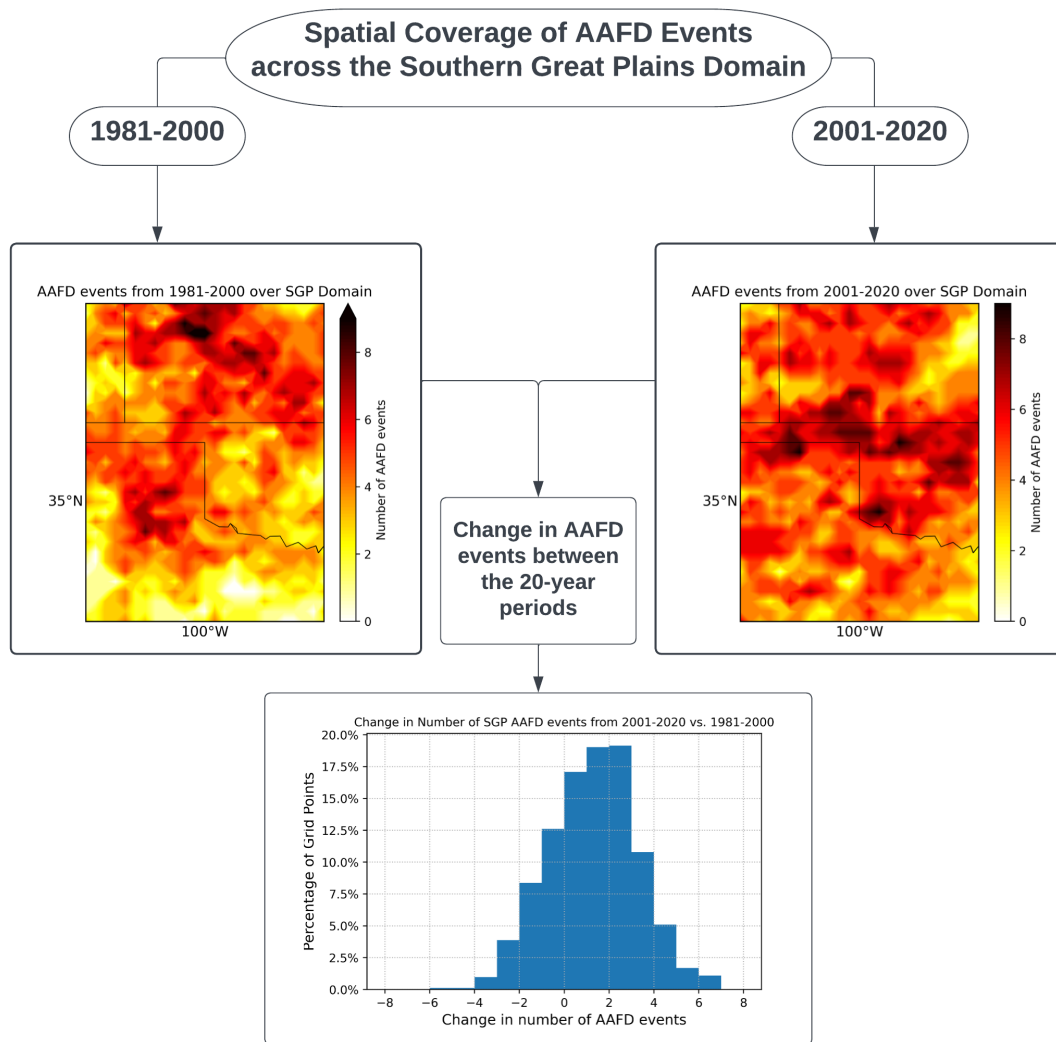 Spatial Coverage of AAFD Events
across the Southern Great Plains Domain
1981-2000
2001-2020
AAFD events from 1981-2000 over SGP Domain
35°N
100°W
0
2
4
6
8
Number of AAFD events
AAFD events from 2001-2020 over SGP Domain
35°N
100°W
0
2
4
6
8
Number of AAFD events
Change in AAFD
events between
the 20-year
periods
Change in Number of SGP AAFD events from 2001-2020 vs. 1981-2000
20.0%
17.5%
15.0%
12.5%
10.0%
7.5%
5.0%
2.5%
0.0%
Percentage of Grid Points
−8 −6 −4 −2 0 2 4 6 8
Change in number of AAFD events